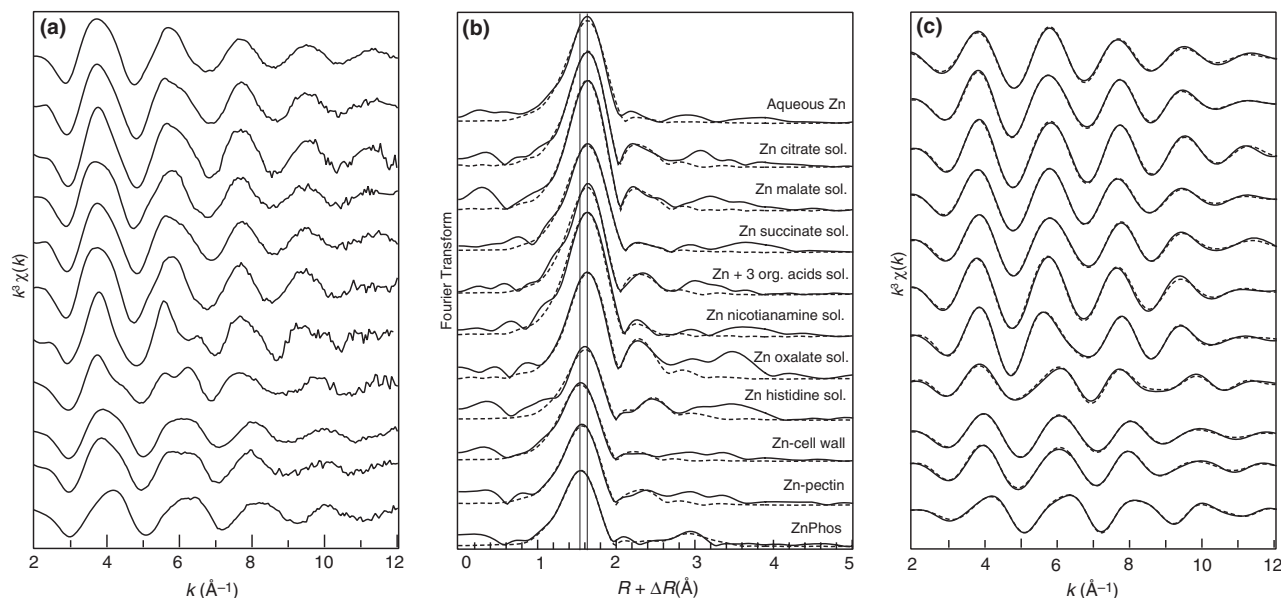 (a)
k³ χ(k)
2 4 6 8 10 12
k (Å⁻¹)
(b)
Fourier Transform
Aqueous Zn
Zn citrate sol.
Zn malate sol.
Zn succinate sol.
Zn + 3 org. acids sol.
Zn nicotianamine sol.
Zn oxalate sol.
Zn histidine sol.
Zn-cell wall
Zn-pectin
ZnPhos
0 1 2 3 4 5
R + ΔR(Å)
(c)
k³ χ(k)
2 4 6 8 10 12
k (Å⁻¹)